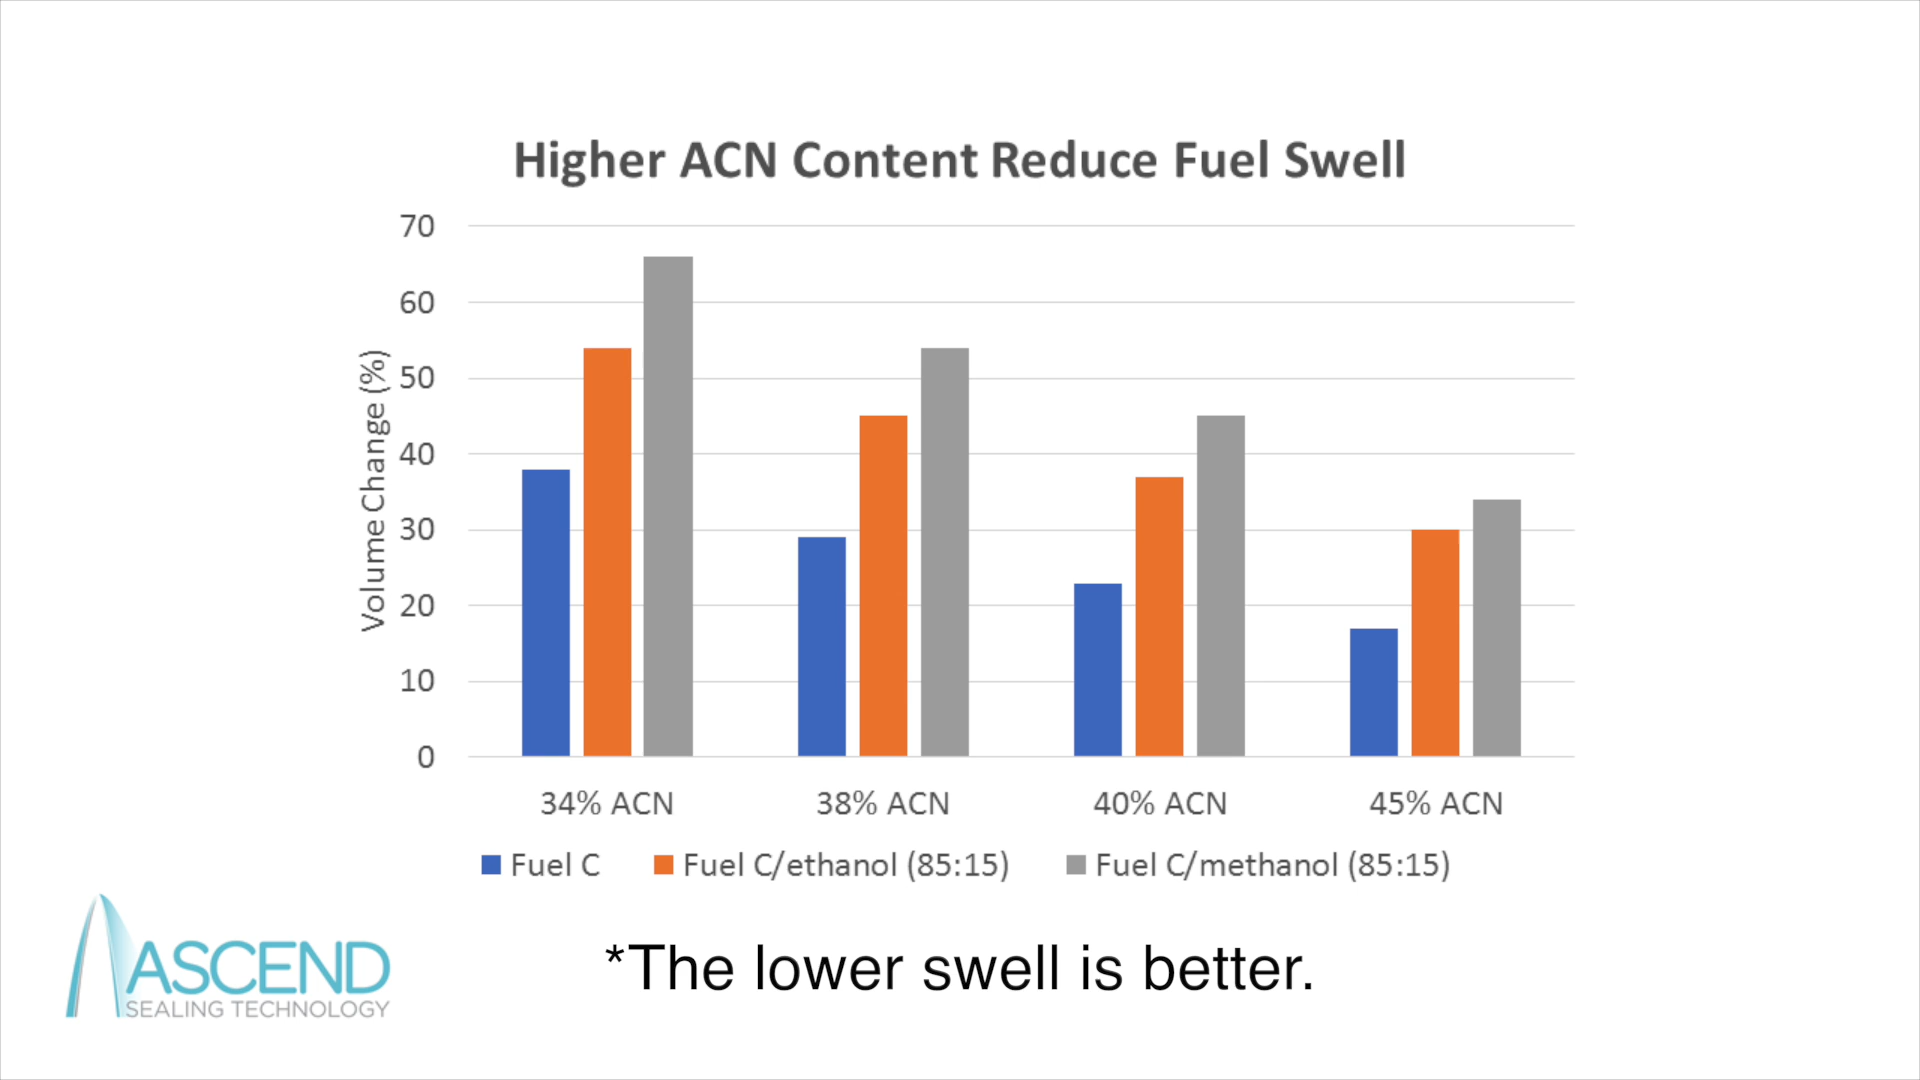 Higher ACN Content Reduce Fuel Swell
Volume Change (%)
70
60
50
40
30
20
10
0
34% ACN 38% ACN 40% ACN 45% ACN
Fuel C Fuel C/ethanol (85:15) Fuel C/methanol (85:15)
ASCEND
SEALING TECHNOLOGY
*The lower swell is better.